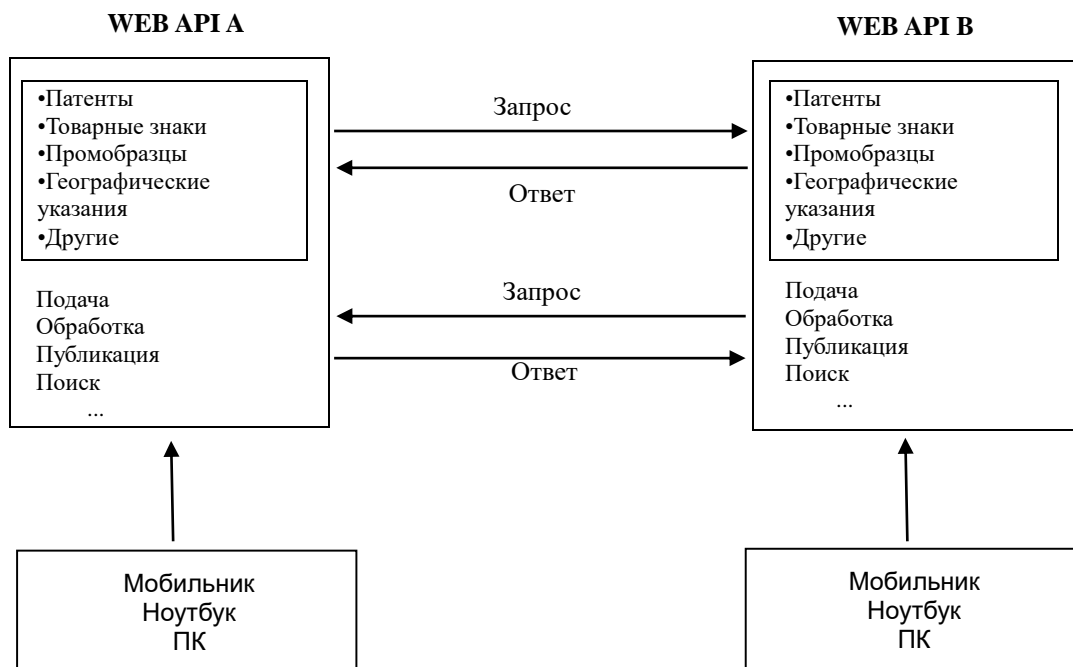 WEB API A
•Патенты
•Товарные знаки
•Промобразцы
•Географические
указания
•Другие
Подача
Обработка
Публикация
Поиск
...
Запрос
Ответ
Запрос
Ответ
WEB API B
•Патенты
•Товарные знаки
•Промобразцы
•Географические
указания
•Другие
Подача
Обработка
Публикация
Поиск
...
Мобильник
Ноутбук
ПК
Мобильник
Ноутбук
ПК